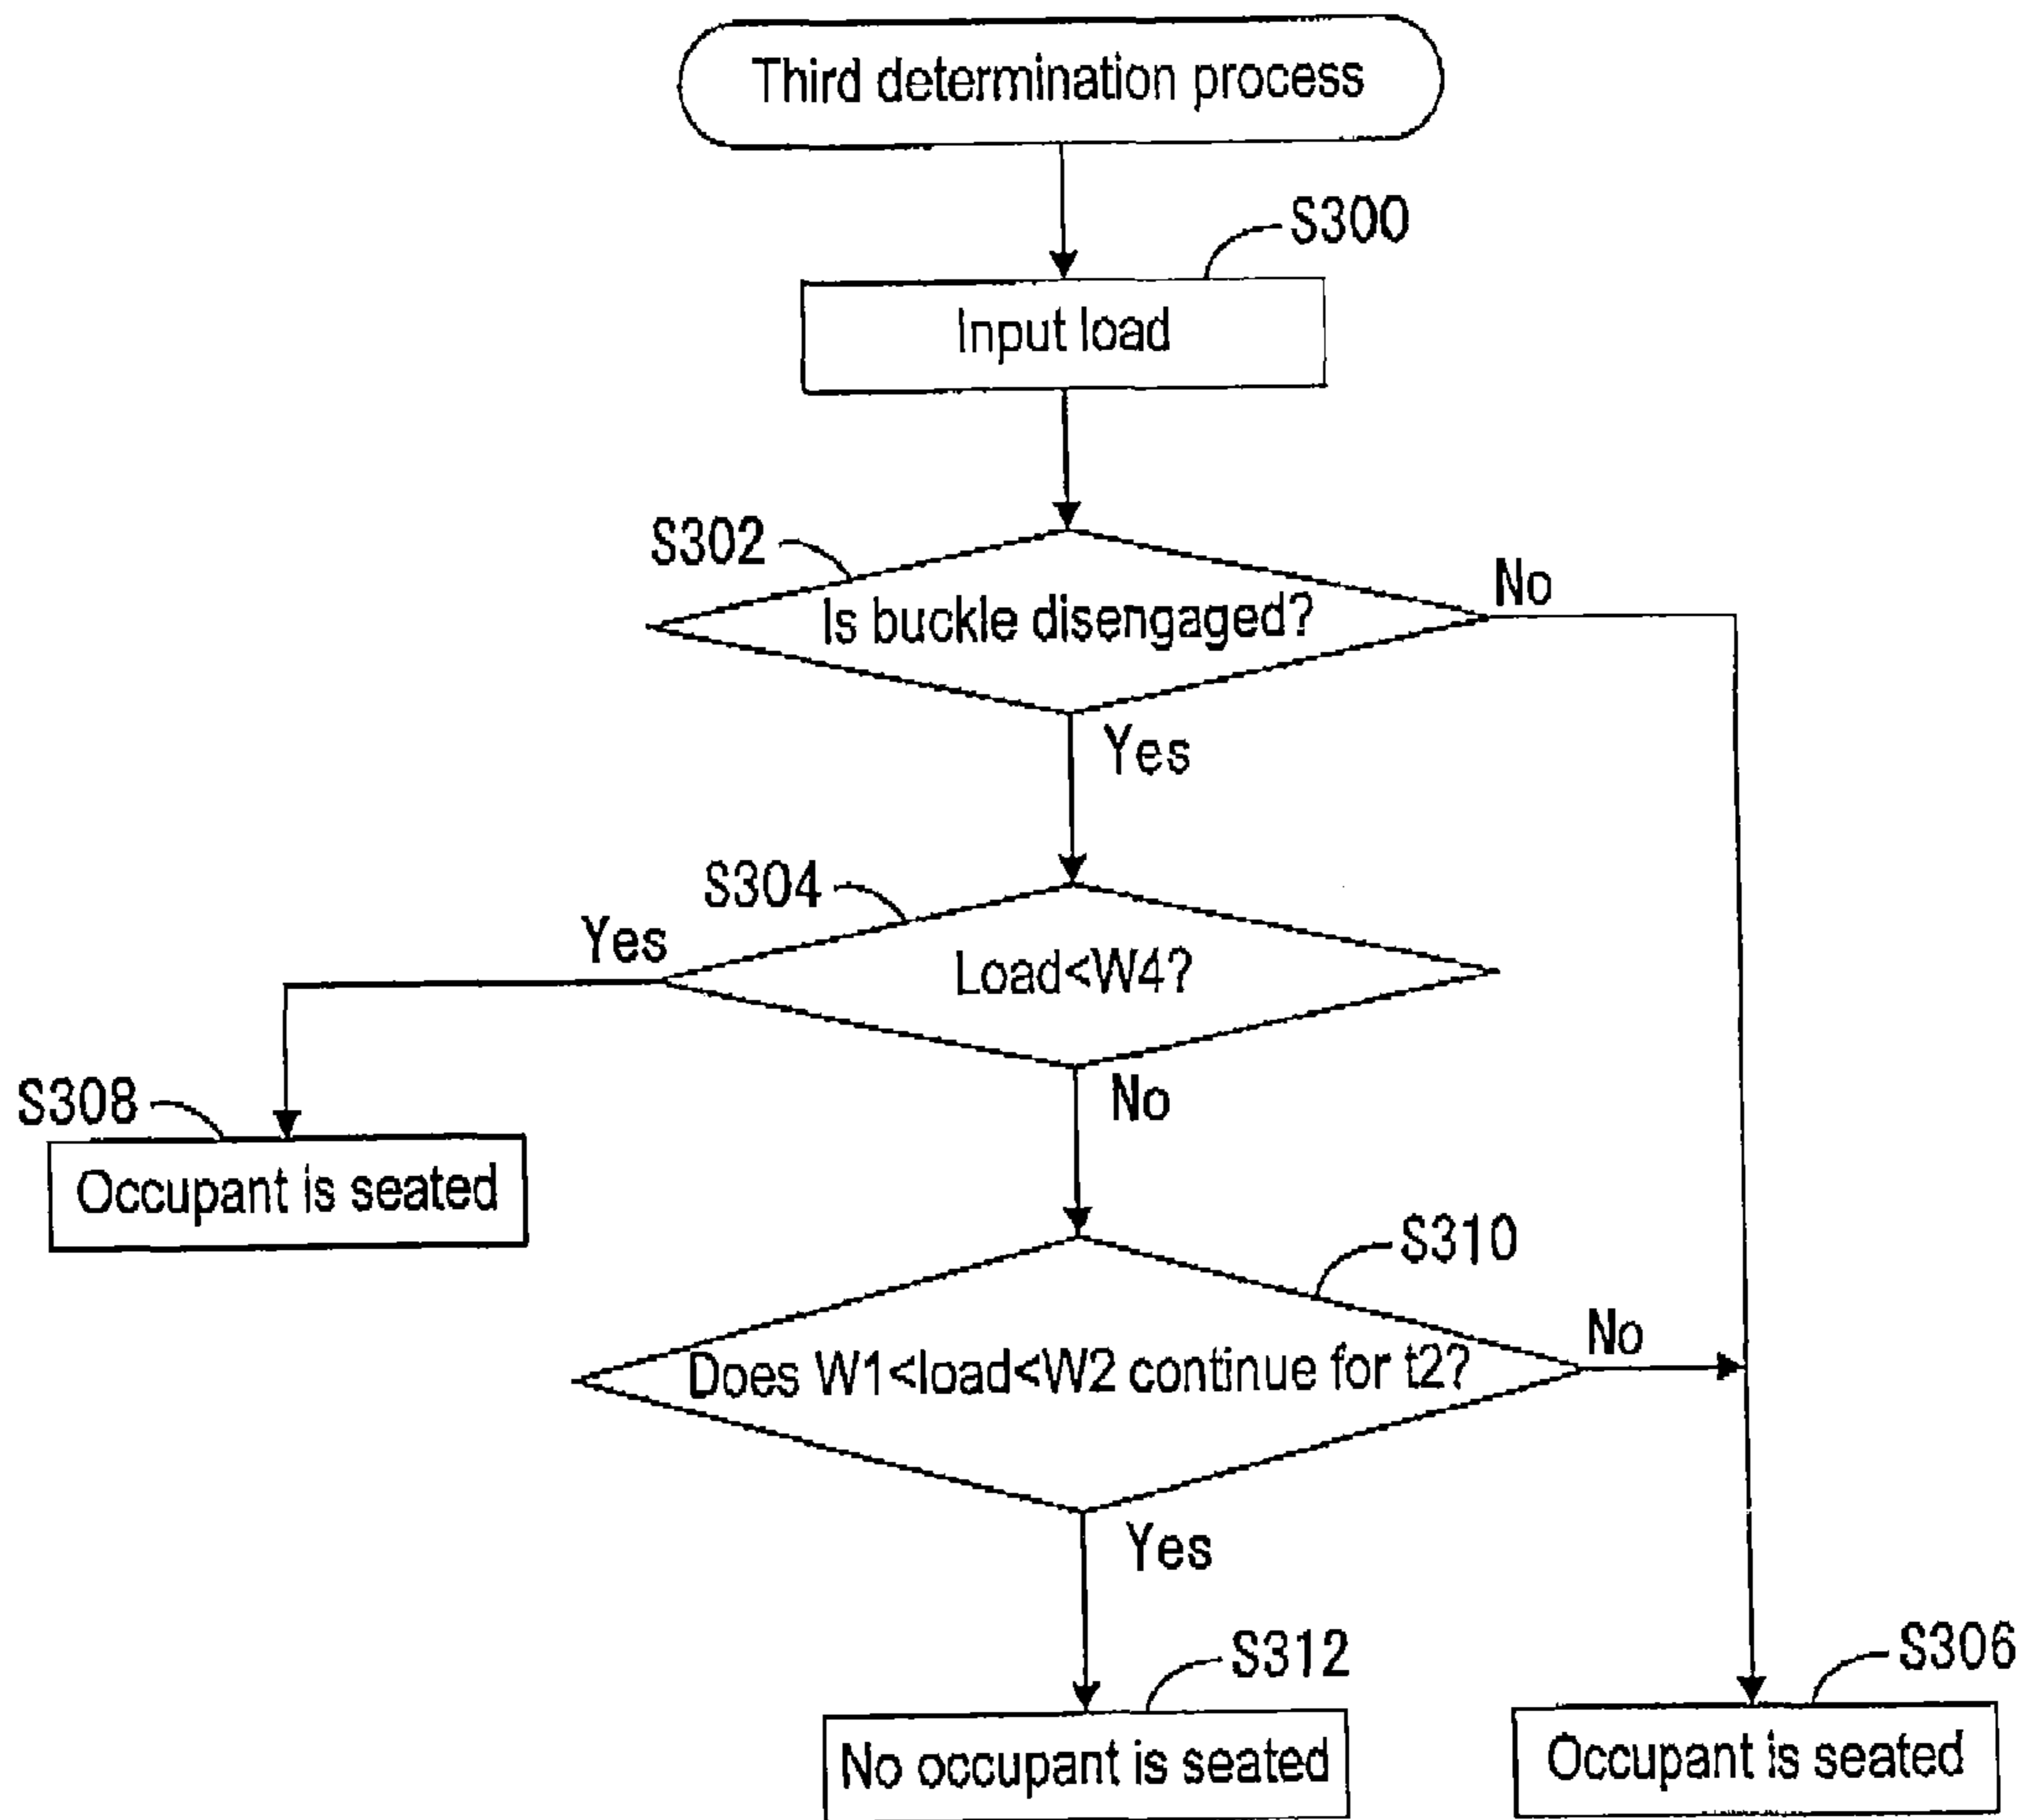 Third determination process
S300
Input load
S302
Is buckle disengaged?
No
Yes
S304
Yes
Load<W4?
No
S308
Occupant is seated
S310
Does W1<load<W2 continue for t2?
No
Yes
S312
No occupant is seated
S306
Occupant is seated